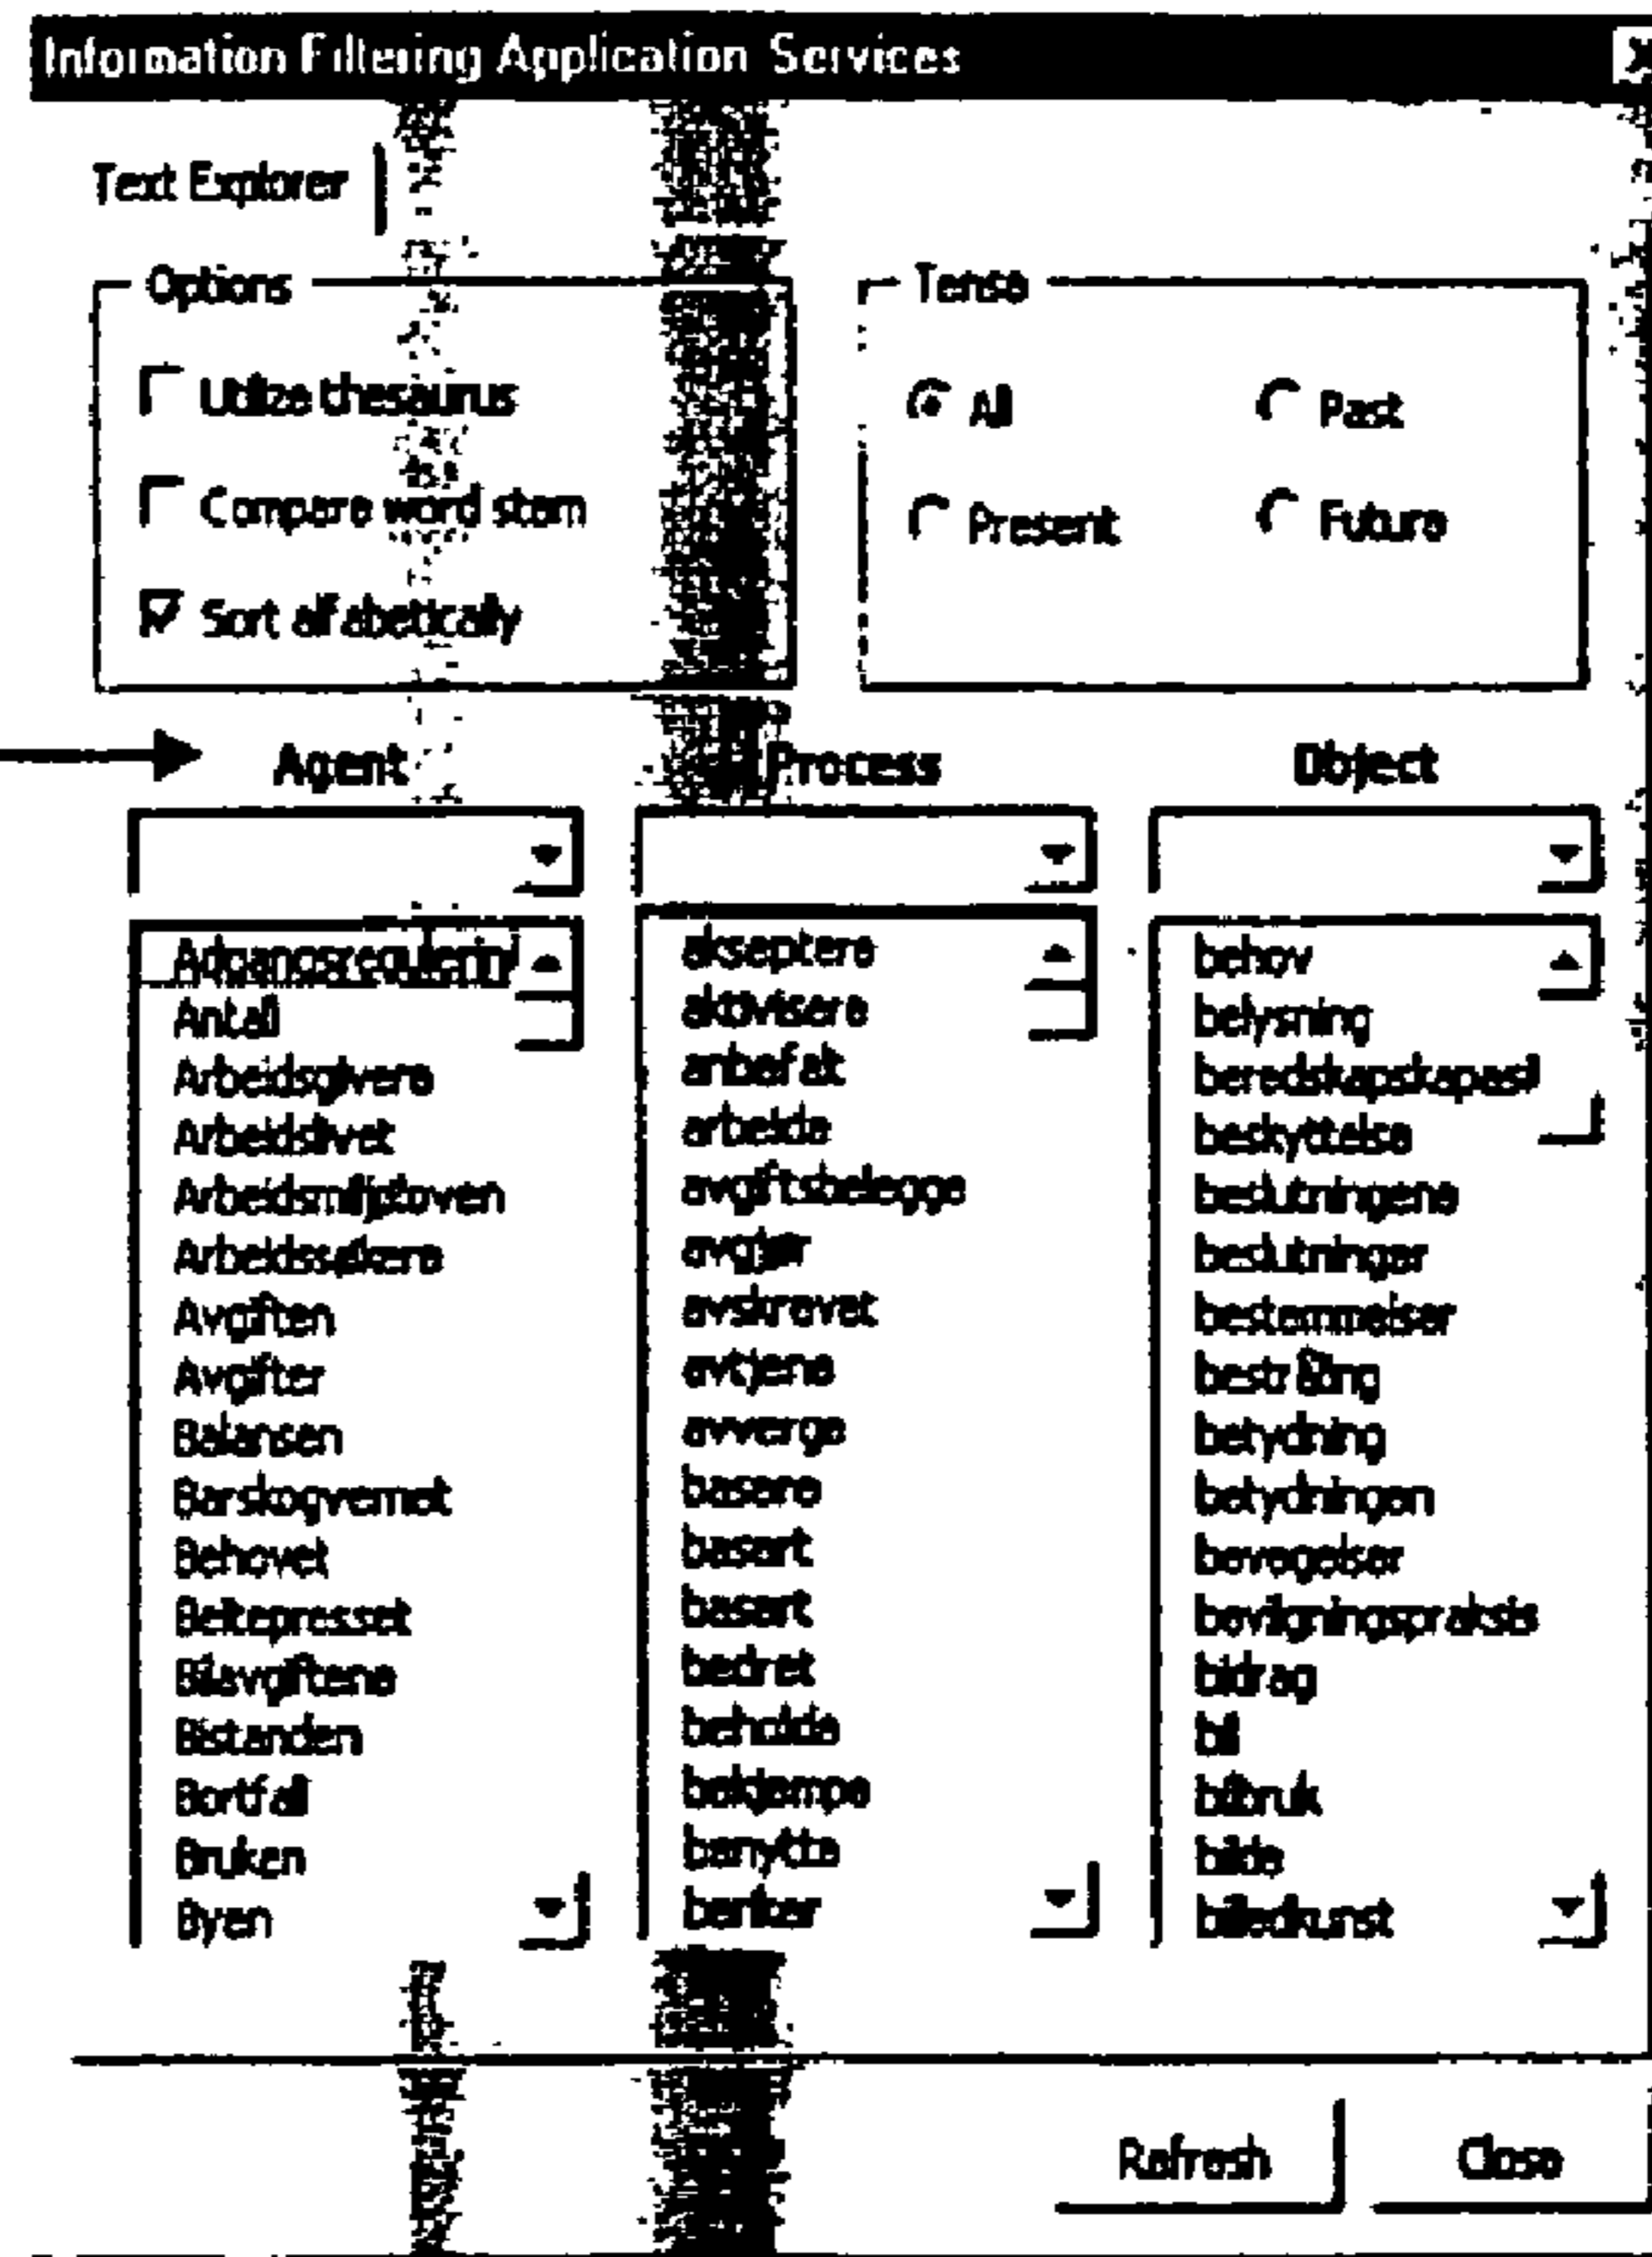 Information Filtering Application Services
Text Explorer
Options
Tense
Utilize thesaurus
All
Past
Compare word stem
Present
Future
Sort alfabetically
Agent
Process
Object
Adgangsregulering
Antall
Arbeidsgivere
Arbeidslivet
Arbeidsmiljøloven
Arbeidssøkere
Avgiften
Avgifter
Balansen
Barskogvernet
Behovet
Beltepresset
Bilavgiftene
Bistanden
Bortfall
Bruken
Byen
akseptere
aktivisere
anbefalt
arbeide
avgiftsbelegge
avgjør
avskrevet
avtjene
avverge
basere
basert
basert
bedret
beholde
bekjempe
benytte
behov
belysning
beredskapskapasi
beskyttelse
beslutningene
beslutninger
bestemmelser
bestråling
betydning
betydningen
bevegelser
bevilgningspraksis
bidrag
bil
bilbruk
bilde
billedkunst
Refresh
Close